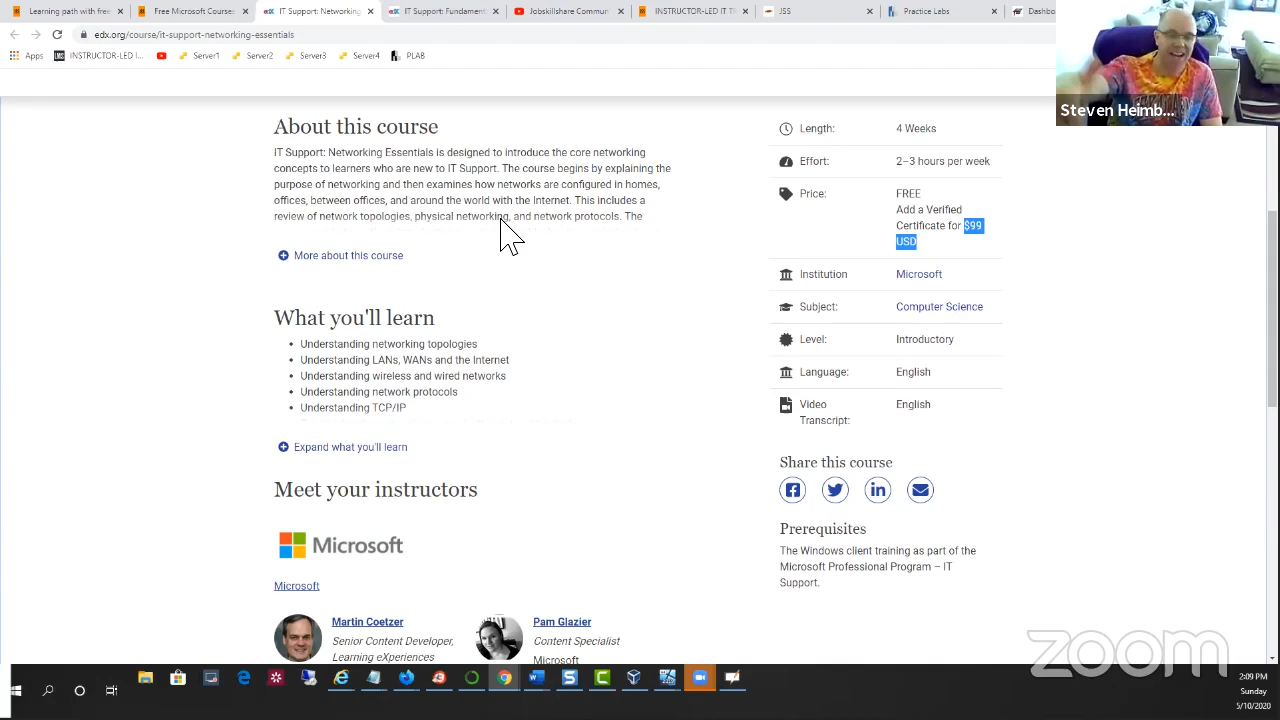 Learning path with free
Free Microsoft Courses
IT Support: Networking
IT Support: Fundament
Jobskillshare Commun
INSTRUCTOR-LED IT Tr
JSS
Practice Labs
Dashbo
edx.org/course/it-support-networking-essentials
Apps
LMS
INSTRUCTOR-LED I...
Server1
Server2
Server3
Server4
PLAB
Steven Heimb...
About this course
IT Support: Networking Essentials is designed to introduce the core networking
concepts to learners who are new to IT Support. The course begins by explaining the
purpose of networking and then examines how networks are configured in homes,
offices, between offices, and around the world with the Internet. This includes a
review of network topologies, physical networking, and network protocols. The
More about this course
What you'll learn
• Understanding networking topologies
• Understanding LANs, WANs and the Internet
• Understanding wireless and wired networks
• Understanding network protocols
• Understanding TCP/IP
Expand what you'll learn
Meet your instructors
Microsoft
Microsoft
Martin Coetzer
Senior Content Developer,
Learning eXperiences
Pam Glazier
Content Specialist
Microsoft
Length: 4 Weeks
Effort: 2–3 hours per week
Price: FREE
Add a Verified
Certificate for $99
USD
Institution Microsoft
Subject: Computer Science
Level: Introductory
Language: English
Video English
Transcript:
Share this course
Prerequisites
The Windows client training as part of the
Microsoft Professional Program – IT
Support.
zoom
2:09 PM
Sunday
5/10/2020